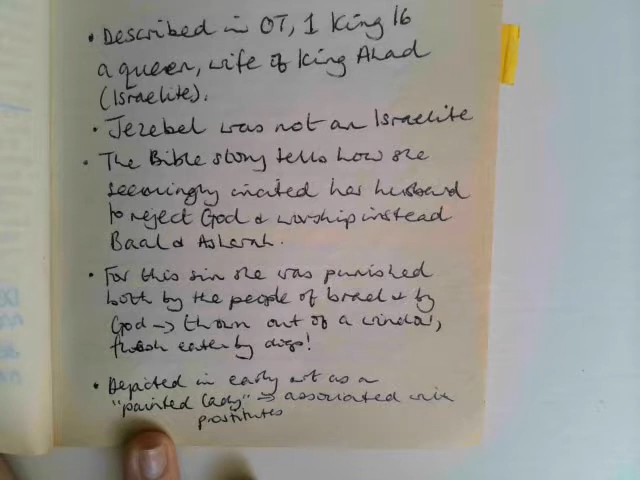 • Described in OT, 1 King 16
a queen, wife of King Ahab
(Israelite).
• Jezebel was not an Israelite
• The Bible story tells how she
seemingly incited her husband
to reject God & worship instead
Baal & Asherah.
• For this sin she was punished
both by the people of Israel & by
God → thrown out of a window,
flesh eaten by dogs!
• Depicted in early art as a
"painted Lady" → associated with
prostitutes